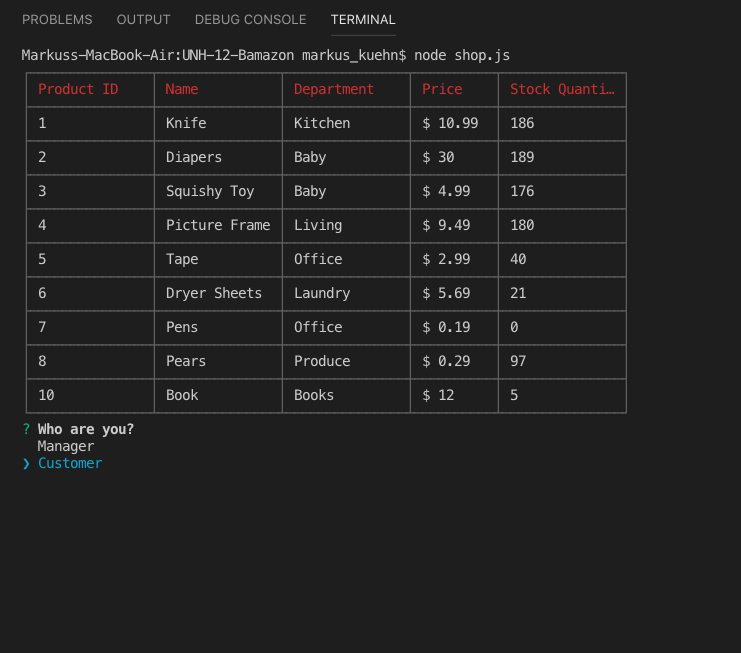 PROBLEMS OUTPUT DEBUG CONSOLE TERMINAL
Markuss-MacBook-Air:UNH-12-Bamazon markus_kuehn$ node shop.js
Product ID Name Department Price Stock Quanti…
1 Knife Kitchen $ 10.99 186
2 Diapers Baby $ 30 189
3 Squishy Toy Baby $ 4.99 176
4 Picture Frame Living $ 9.49 180
5 Tape Office $ 2.99 40
6 Dryer Sheets Laundry $ 5.69 21
7 Pens Office $ 0.19 0
8 Pears Produce $ 0.29 97
10 Book Books $ 12 5
? Who are you?
Manager
❯ Customer